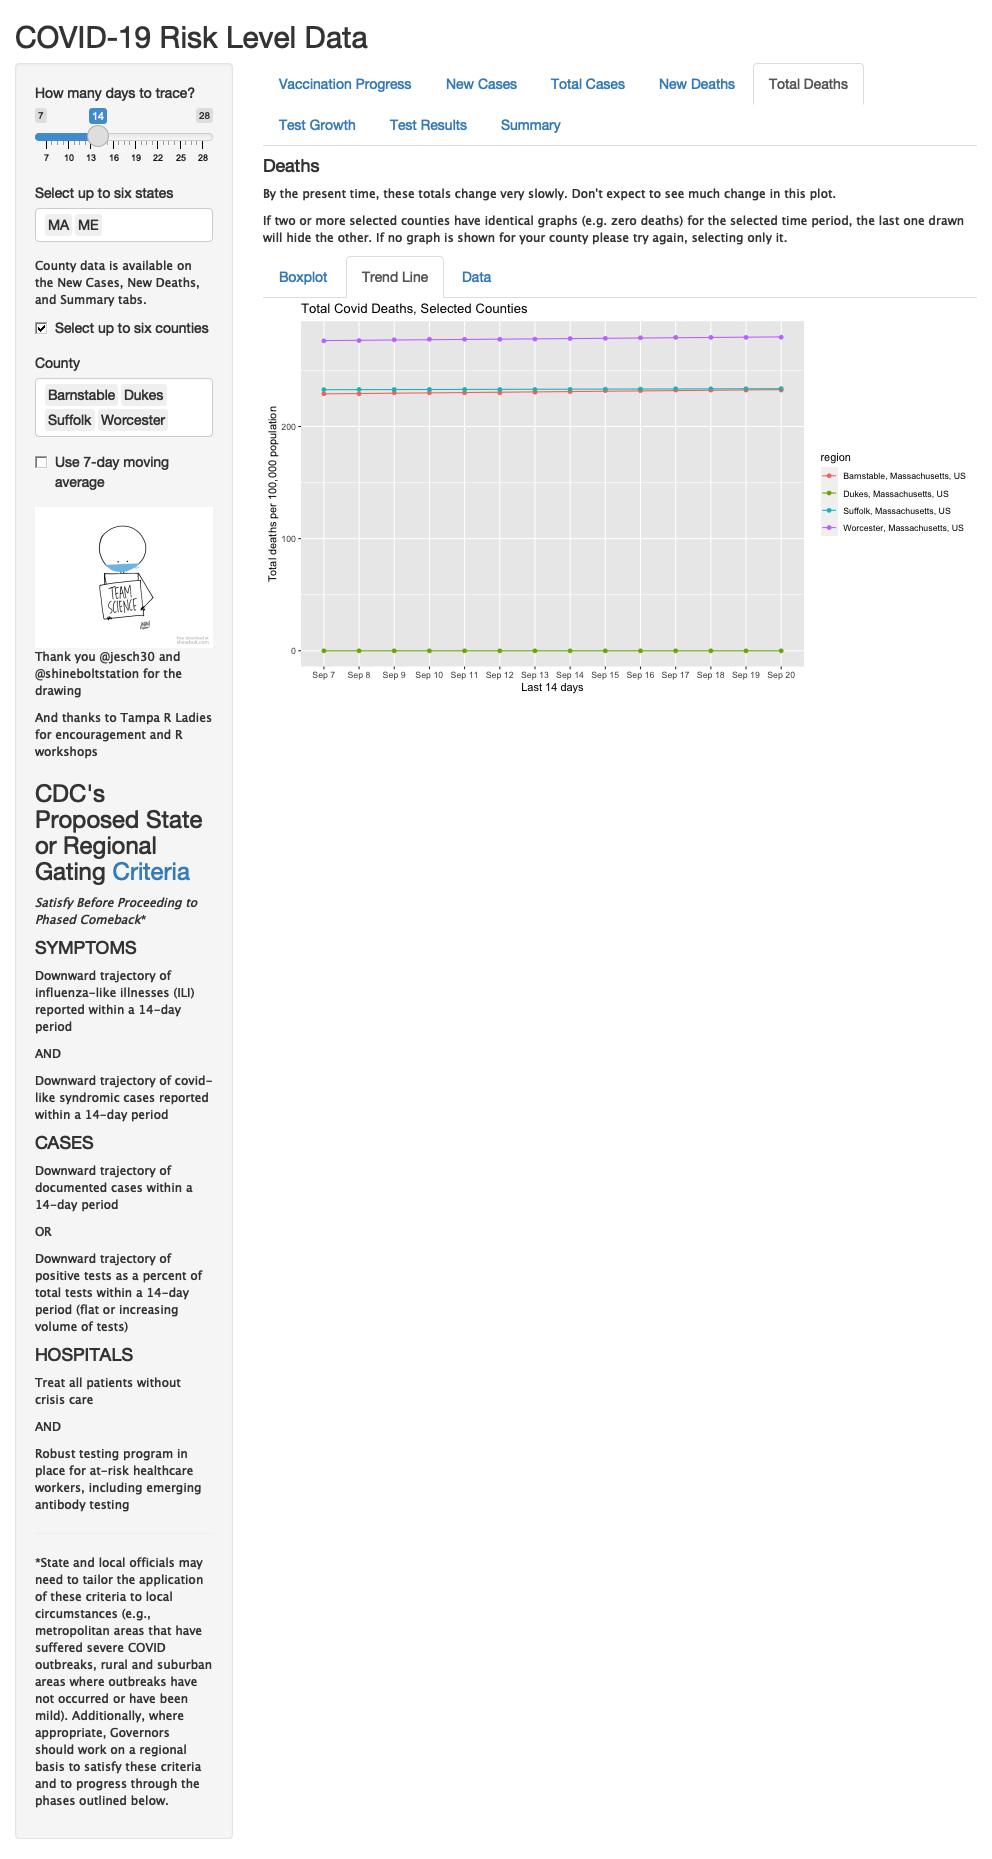 COVID-19 Risk Level Data
How many days to trace?
7 14 28
7 10 13 16 19 22 25 28
Select up to six states
MA ME
County data is available on
the New Cases, New Deaths,
and Summary tabs.
Select up to six counties
County
Barnstable Dukes
Suffolk Worcester
Use 7-day moving
average
TEAM
SCIENCE
free download at
shinebolt.com
Thank you @jesch30 and
@shineboltstation for the
drawing
And thanks to Tampa R Ladies
for encouragement and R
workshops
CDC's
Proposed State
or Regional
Gating Criteria
Satisfy Before Proceeding to
Phased Comeback*
SYMPTOMS
Downward trajectory of
influenza-like illnesses (ILI)
reported within a 14-day
period
AND
Downward trajectory of covid-
like syndromic cases reported
within a 14-day period
CASES
Downward trajectory of
documented cases within a
14-day period
OR
Downward trajectory of
positive tests as a percent of
total tests within a 14-day
period (flat or increasing
volume of tests)
HOSPITALS
Treat all patients without
crisis care
AND
Robust testing program in
place for at-risk healthcare
workers, including emerging
antibody testing
*State and local officials may
need to tailor the application
of these criteria to local
circumstances (e.g.,
metropolitan areas that have
suffered severe COVID
outbreaks, rural and suburban
areas where outbreaks have
not occurred or have been
mild). Additionally, where
appropriate, Governors
should work on a regional
basis to satisfy these criteria
and to progress through the
phases outlined below.
Vaccination Progress New Cases Total Cases New Deaths Total Deaths
Test Growth Test Results Summary
Deaths
By the present time, these totals change very slowly. Don't expect to see much change in this plot.
If two or more selected counties have identical graphs (e.g. zero deaths) for the selected time period, the last one drawn
will hide the other. If no graph is shown for your county please try again, selecting only it.
Boxplot Trend Line Data
Total Covid Deaths, Selected Counties
Total deaths per 100,000 population
200
100
0
Sep 7 Sep 8 Sep 9 Sep 10 Sep 11 Sep 12 Sep 13 Sep 14 Sep 15 Sep 16 Sep 17 Sep 18 Sep 19 Sep 20
Last 14 days
region
Barnstable, Massachusetts, US
Dukes, Massachusetts, US
Suffolk, Massachusetts, US
Worcester, Massachusetts, US